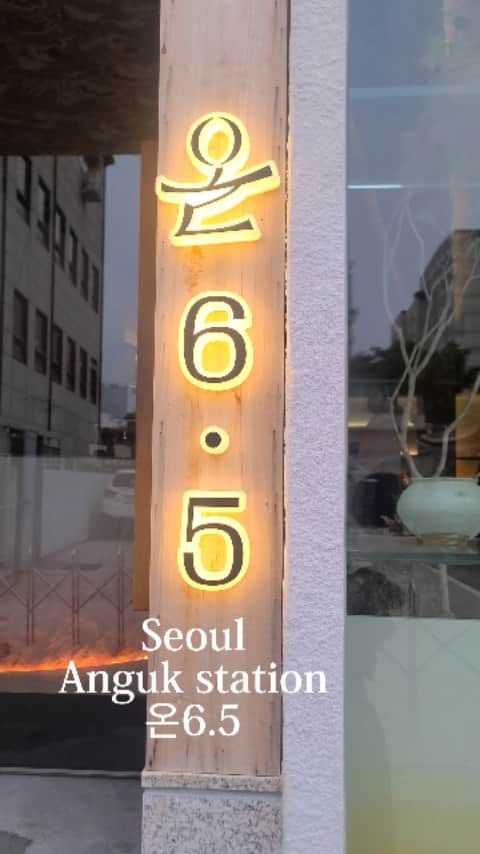 온
6
.
5
Seoul
Anguk station
온6.5